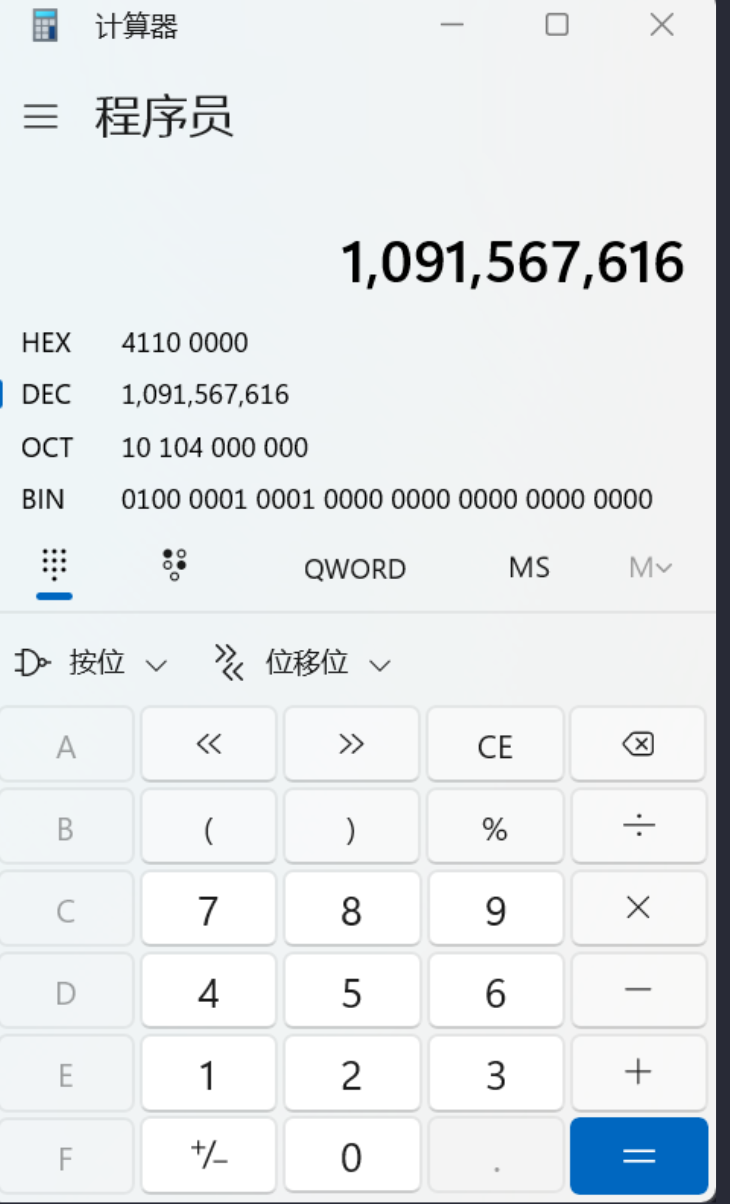 计算器
程序员
1,091,567,616
HEX 4110 0000
DEC 1,091,567,616
OCT 10 104 000 000
BIN 0100 0001 0001 0000 0000 0000 0000 0000
QWORD MS M
按位 位移位
A « » CE
B ( ) % ÷
C 7 8 9 ×
D 4 5 6 −
E 1 2 3 +
F +/− 0 . =